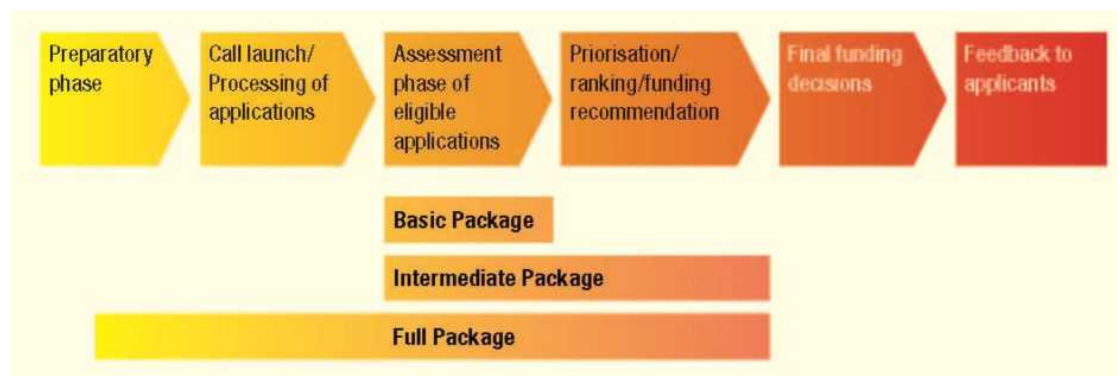 Preparatory
phase
Call launch/
Processing of
applications
Assessment
phase of
eligible
applications
Priorisation/
ranking/funding
recommendation
Final funding
decisions
Feedback to
applicants
Basic Package
Intermediate Package
Full Package